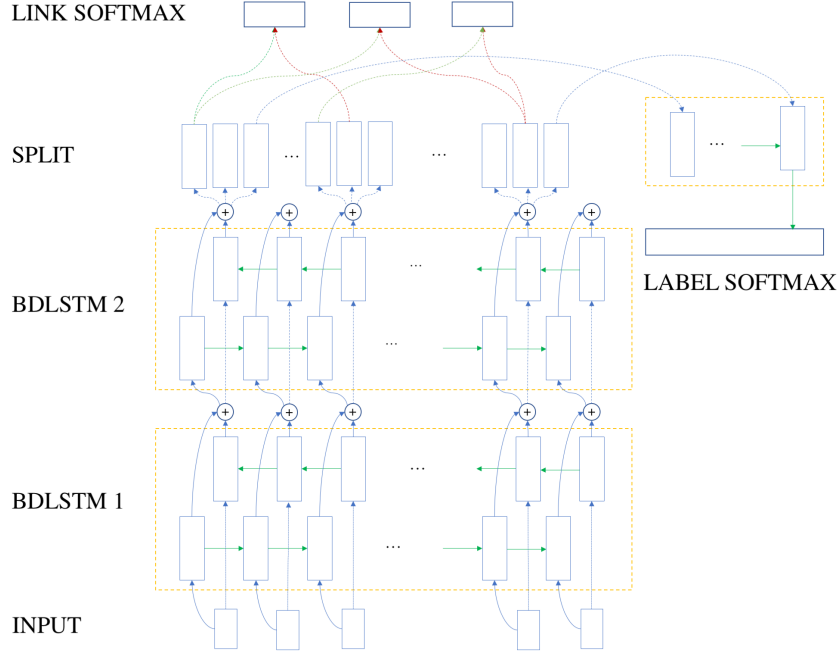 LINK SOFTMAX
SPLIT
... ... ...
+ + + + +
...
LABEL SOFTMAX
BDLSTM 2
...
+ + + + +
...
BDLSTM 1
...
INPUT